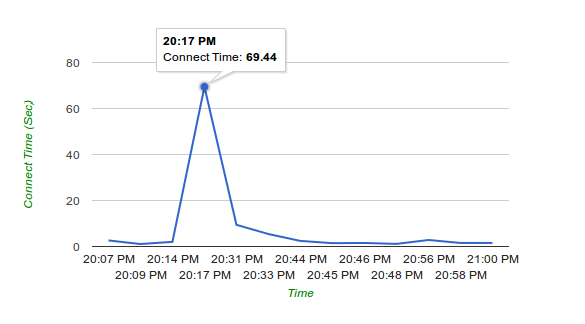 20:17 PM
Connect Time: 69.44
80
60
40
20
0
Connect Time (Sec)
20:07 PM 20:14 PM 20:31 PM 20:44 PM 20:46 PM 20:56 PM 21:00 PM
20:09 PM 20:17 PM 20:33 PM 20:45 PM 20:48 PM 20:58 PM
Time